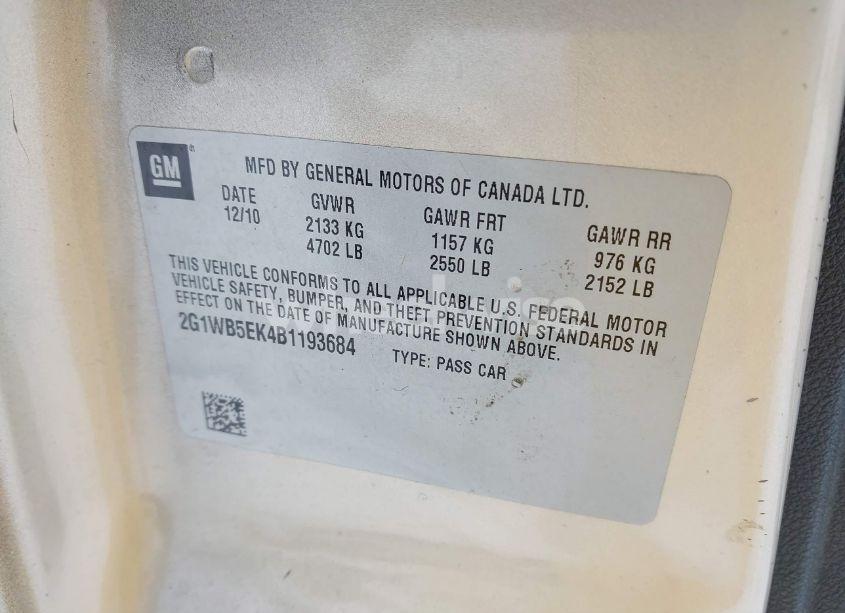 GM
MFD BY GENERAL MOTORS OF CANADA LTD.
DATE GVWR GAWR FRT GAWR RR
12/10 2133 KG 1157 KG 976 KG
4702 LB 2550 LB 2152 LB
THIS VEHICLE CONFORMS TO ALL APPLICABLE U.S. FEDERAL MOTOR
VEHICLE SAFETY, BUMPER, AND THEFT PREVENTION STANDARDS IN
EFFECT ON THE DATE OF MANUFACTURE SHOWN ABOVE.
2G1WB5EK4B1193684 TYPE: PASS CAR